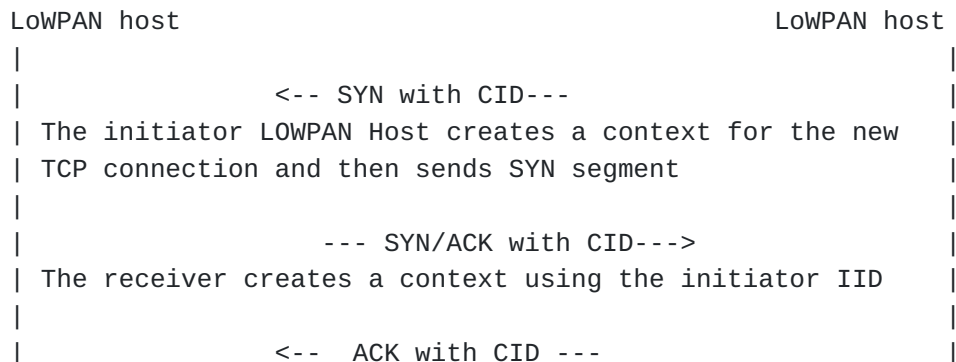 LoWPAN host                                       LoWPAN host
|                                                             |
|                 <-- SYN with CID---                         |
| The initiator LOWPAN Host creates a context for the new     |
| TCP connection and then sends SYN segment                   |
|                                                             |
|                    --- SYN/ACK with CID--->                 |
| The receiver creates a context using the initiator IID      |
|                                                             |
|                 <--  ACK with CID ---                       |